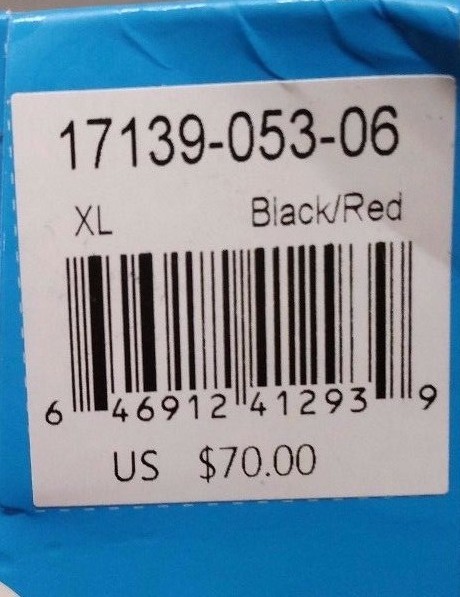 17139-053-06
XL Black/Red
6 46912 41293 9
US $70.00